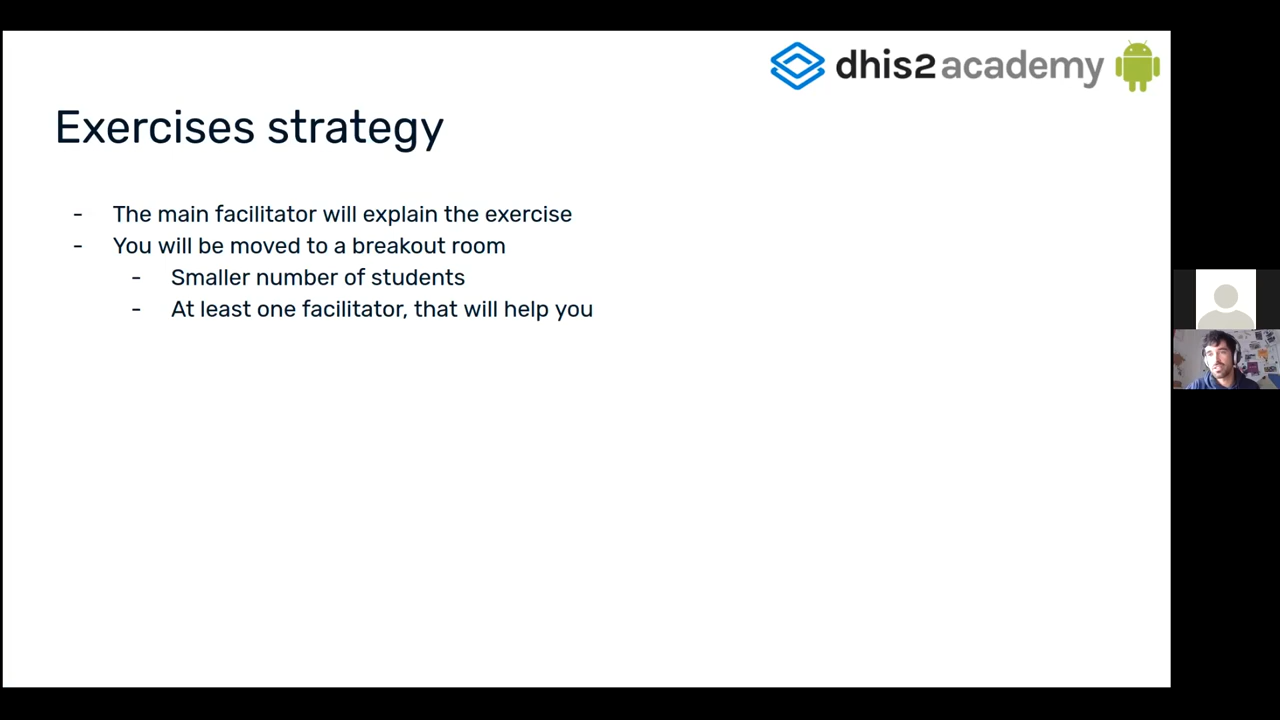 dhis2 academy
Exercises strategy
- The main facilitator will explain the exercise
- You will be moved to a breakout room
- Smaller number of students
- At least one facilitator, that will help you